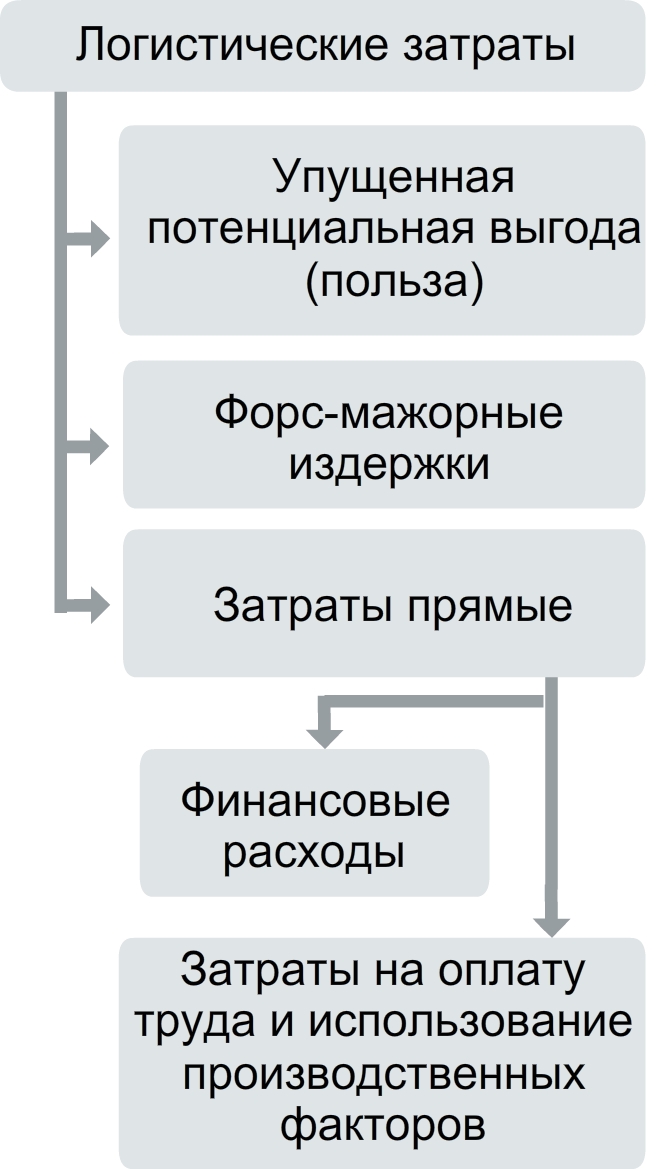 Логистические затраты
Упущенная
потенциальная выгода
(польза)
Форс-мажорные
издержки
Затраты прямые
Финансовые
расходы
Затраты на оплату
труда и использование
производственных
факторов